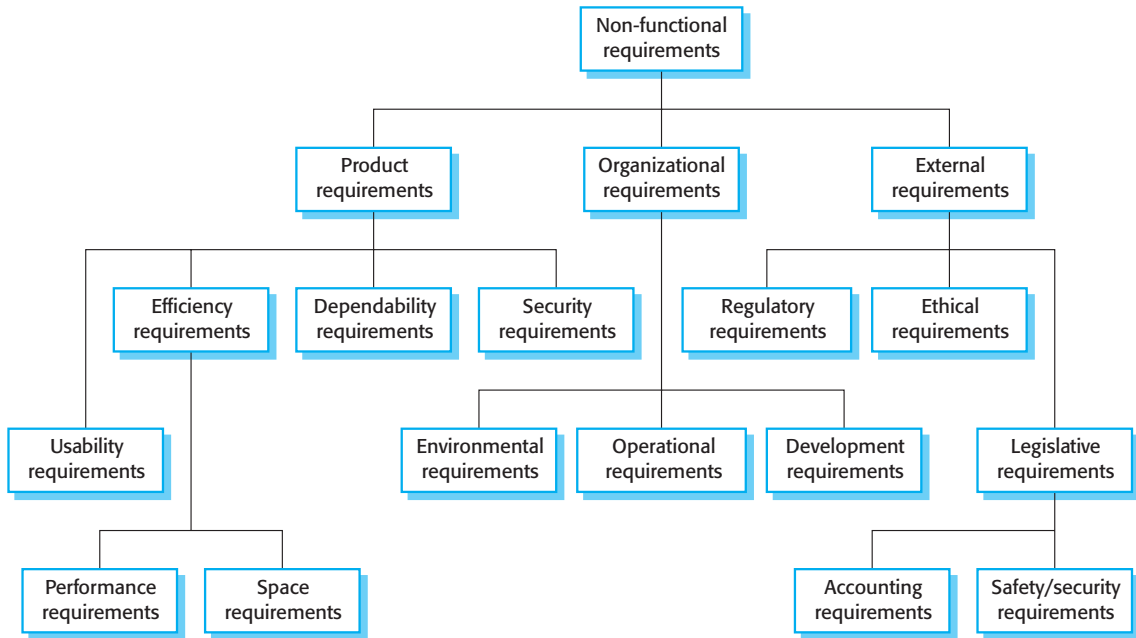 Non-functional
requirements
Product
requirements
Organizational
requirements
External
requirements
Efficiency
requirements
Dependability
requirements
Security
requirements
Regulatory
requirements
Ethical
requirements
Usability
requirements
Environmental
requirements
Operational
requirements
Development
requirements
Legislative
requirements
Performance
requirements
Space
requirements
Accounting
requirements
Safety/security
requirements